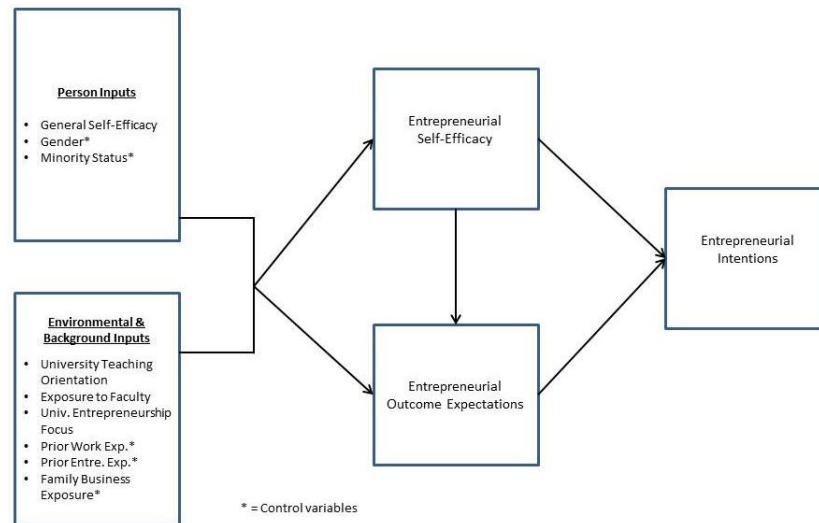 Person Inputs
• General Self-Efficacy
• Gender*
• Minority Status*
Environmental &
Background Inputs
• University Teaching
Orientation
• Exposure to Faculty
• Univ. Entrepreneurship
Focus
• Prior Work Exp.*
• Prior Entre. Exp.*
• Family Business
Exposure*
Entrepreneurial
Self-Efficacy
Entrepreneurial
Outcome Expectations
Entrepreneurial
Intentions
* = Control variables